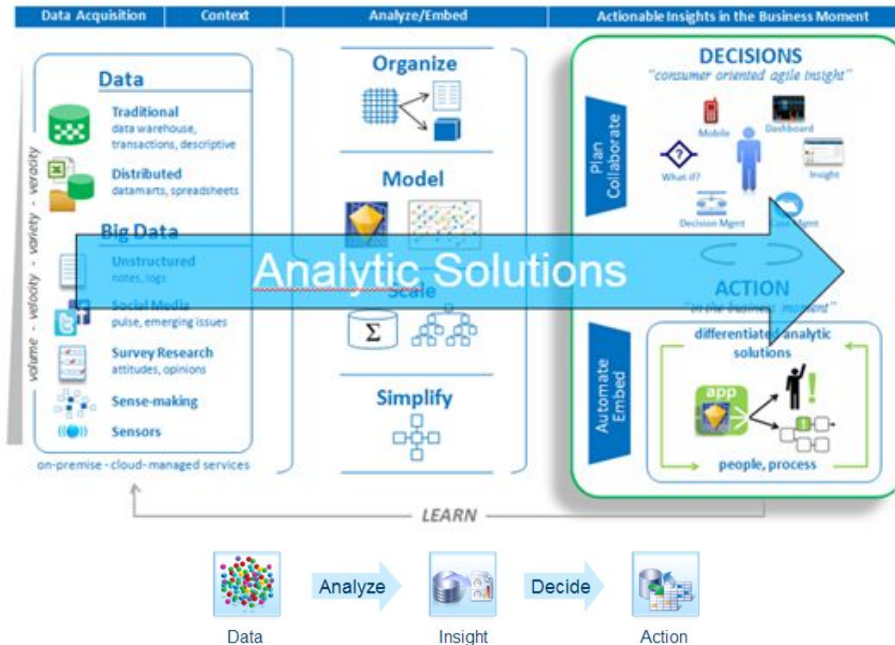 Data Acquisition
Context
Analyze/Embed
Actionable Insights in the Business Moment
volume - velocity - variety - veracity
Data
Traditional
data warehouse,
transactions, descriptive
Distributed
datamarts, spreadsheets
Big Data
Unstructured
notes, logs
Social Media
pulse, emerging issues
Survey Research
attitudes, opinions
Sense-making
Sensors
on-premise - cloud-managed services
Organize
Model
Analytic Solutions
Scale
Σ
Simplify
DECISIONS
"consumer oriented agile insight"
Plan
Collaborate
Mobile
Dashboard
?
What if?
Insight
Decision Mgmt
Case Mgmt
ACTION
"in the business moment"
Automate
Embed
differentiated analytic
solutions
app
!
!
people, process
LEARN
Analyze
Decide
Data
Insight
Action